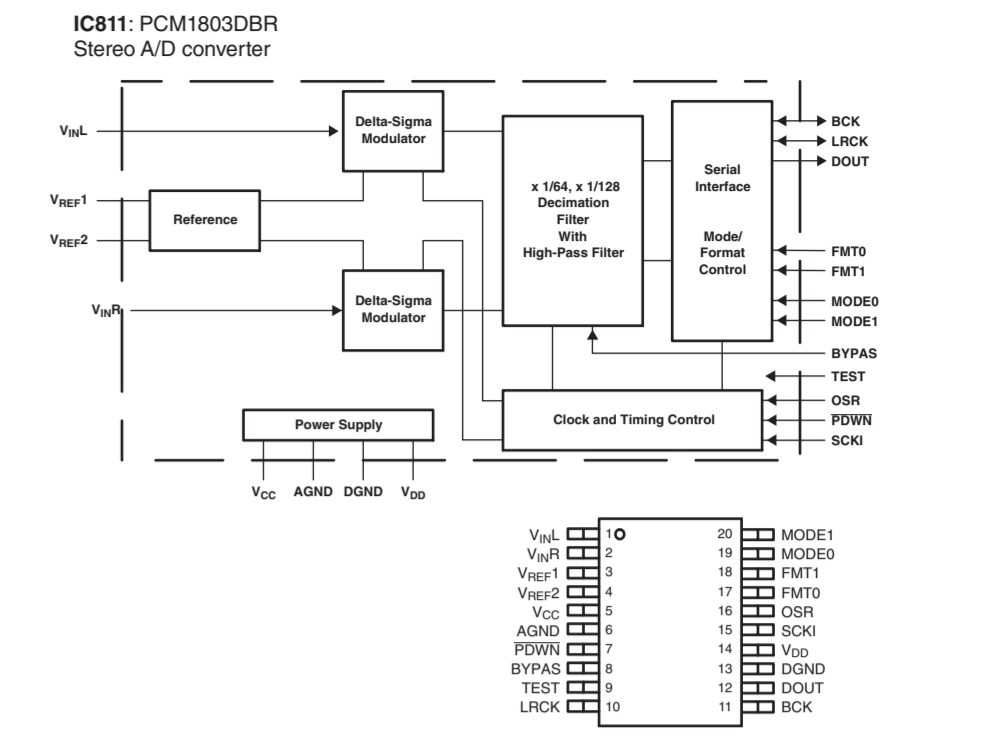 IC811: PCM1803DBR
Stereo A/D converter
VINL
Delta-Sigma
Modulator
BCK
LRCK
DOUT
VREF1
VREF2
Reference
x 1/64, x 1/128
Decimation
Filter
With
High-Pass Filter
Serial
Interface
Mode/
Format
Control
FMT0
FMT1
VINR
Delta-Sigma
Modulator
MODE0
MODE1
BYPAS
TEST
OSR
PDWN
SCKI
Clock and Timing Control
Power Supply
VCC AGND DGND VDD
VINL 1 20 MODE1
VINR 2 19 MODE0
VREF1 3 18 FMT1
VREF2 4 17 FMT0
VCC 5 16 OSR
AGND 6 15 SCKI
PDWN 7 14 VDD
BYPAS 8 13 DGND
TEST 9 12 DOUT
LRCK 10 11 BCK